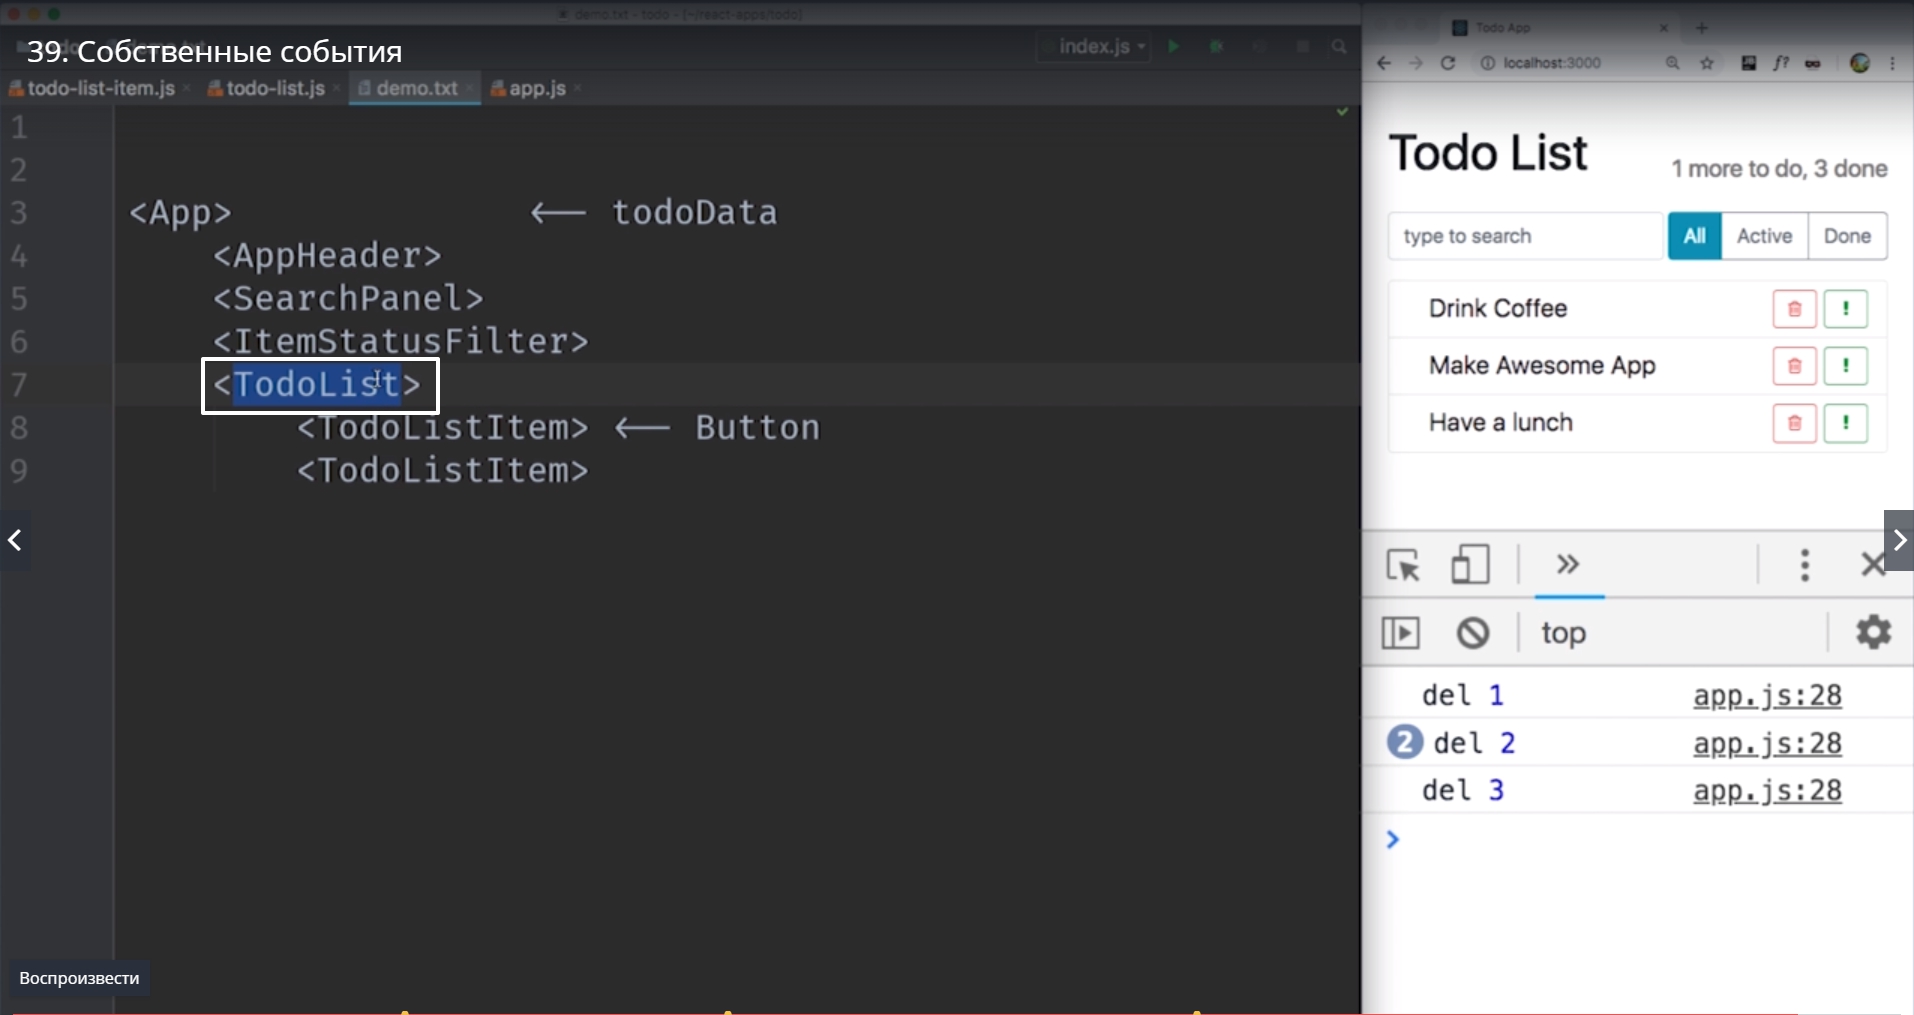 demo.txt - todo - [~/react-apps/todo]
39. Собственные события
index.js
todo-list-item.js
todo-list.js
demo.txt
app.js
1
2
3 <App> ⟵ todoData
4 <AppHeader>
5 <SearchPanel>
6 <ItemStatusFilter>
7 <TodoList>
8 <TodoListItem> ⟵ Button
9 <TodoListItem>
Воспроизвести
Todo App
localhost:3000
f?
Todo List
1 more to do, 3 done
type to search
All Active Done
Drink Coffee
Make Awesome App
Have a lunch
top
del 1 app.js:28
2 del 2 app.js:28
del 3 app.js:28